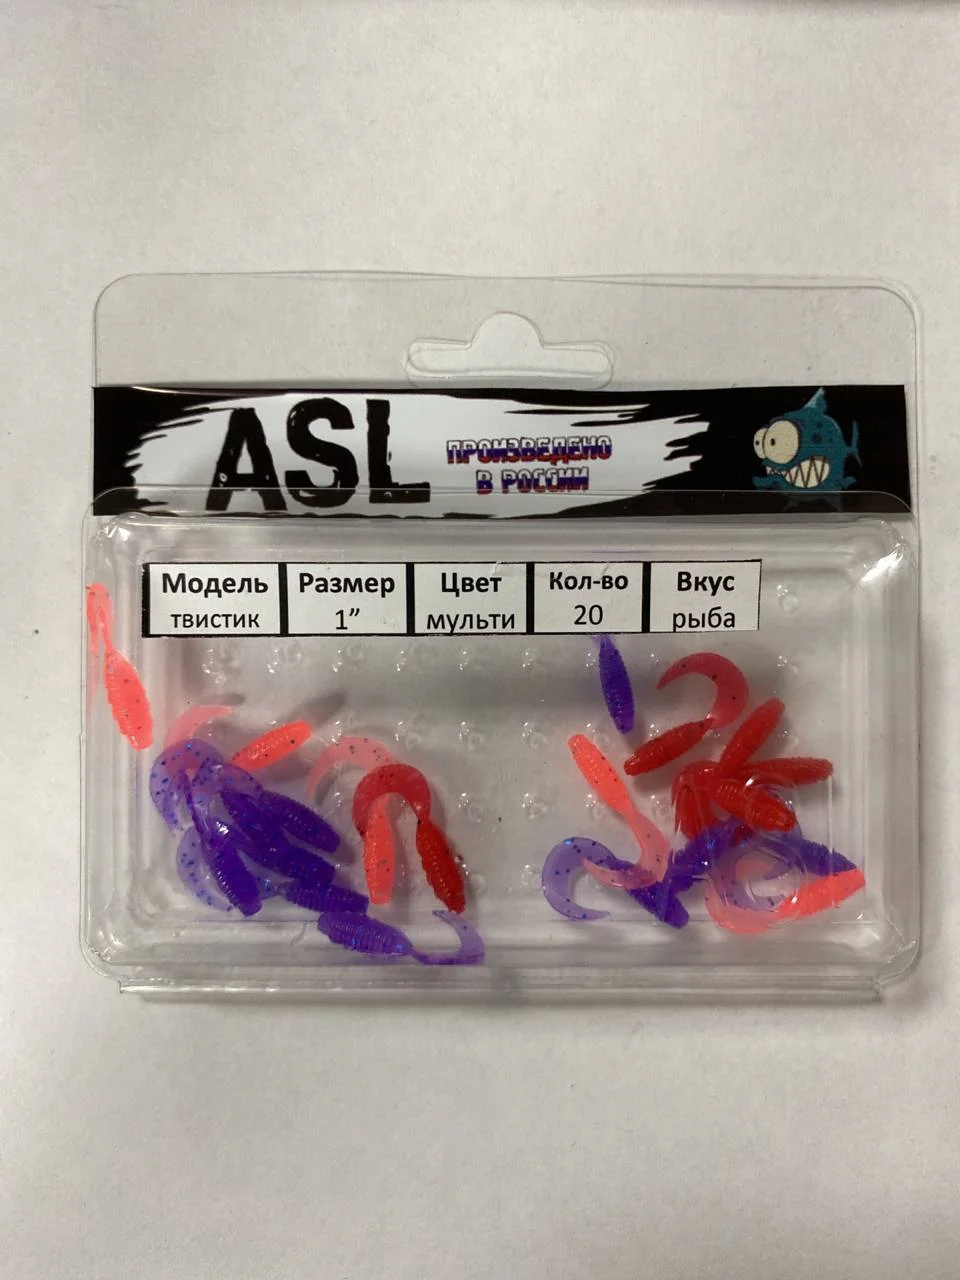 ASL
ПРОИЗВЕДЕНО
В РОССИИ
Модель Размер Цвет Кол-во Вкус
твистик 1” мульти 20 рыба